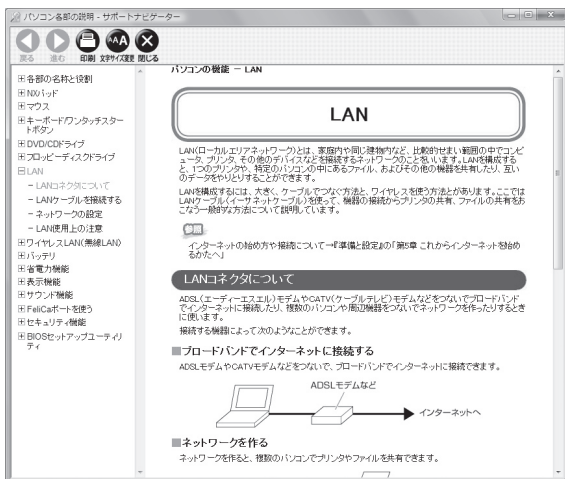 パソコン各部の説明 - サポートナビゲーター
戻る 進む 印刷 文字サイズ変更 閉じる
各部の名称と役割
NXパッド
マウス
キーボード/ワンタッチスタートボタン
DVD/CDドライブ
フロッピーディスクドライブ
LAN
- LANコネクタについて
- LANケーブルを接続する
- ネットワークの設定
- LAN使用上の注意
ワイヤレスLAN(無線LAN)
バッテリ
省電力機能
表示機能
サウンド機能
FeliCaポートを使う
セキュリティ機能
BIOSセットアップユーティリティ
パソコンの機能 - LAN
LAN
LAN(ローカルエリアネットワーク)とは、家庭内や同じ建物内など、比較的せまい範囲の中でコンピ
ュータ、プリンタ、その他のデバイスなどを接続するネットワークのことをいいます。LANを構成する
と、1つのプリンタや、特定のパソコンの中にあるファイル、およびその他の機器を共有したり、互い
のデータをやりとりすることができます。
LANを構成するには、大きく、ケーブルでつなぐ方法と、ワイヤレスを使う方法とがあります。ここでは
LANケーブル(イーサネットケーブル)を使って、機器の接続からプリンタの共有、ファイルの共有をお
こなう一般的な方法について説明しています。
参照
インターネットの始め方や接続について→『準備と設定』の「第5章 これからインターネットを始め
るかたへ」
LANコネクタについて
ADSL(エーディーエスエル)モデムやCATV(ケーブルテレビ)モデムなどをつないでブロードバンド
でインターネットに接続したり、複数のパソコンや周辺機器をつないでネットワークを作ったりするとき
に使います。
接続する機器によって次のようなことができます。
■ブロードバンドでインターネットに接続する
ADSLモデムやCATVモデムなどをつないで、ブロードバンドでインターネットに接続できます。
ADSLモデムなど
インターネットへ
■ネットワークを作る
ネットワークを作ると、複数のパソコンでプリンタやファイルを共有できます。